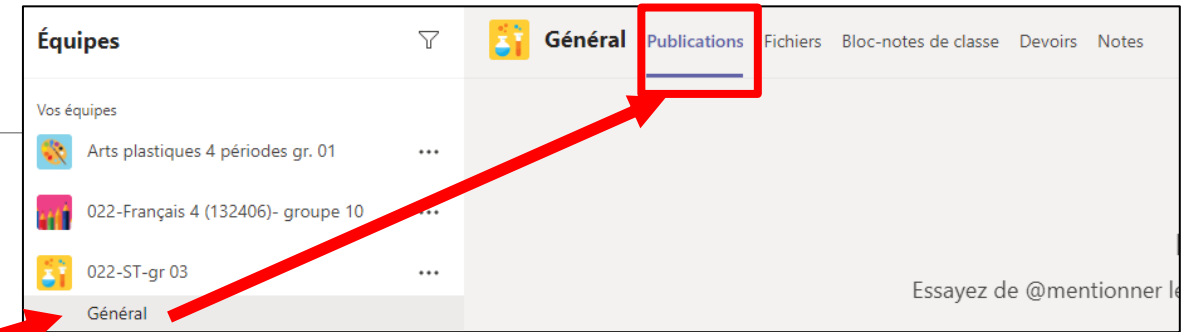 Équipes
Général Publications Fichiers Bloc-notes de classe Devoirs Notes
Vos équipes
Arts plastiques 4 périodes gr. 01
022-Français 4 (132406)- groupe 10
022-ST-gr 03
Général
Essayez de @mentionner le